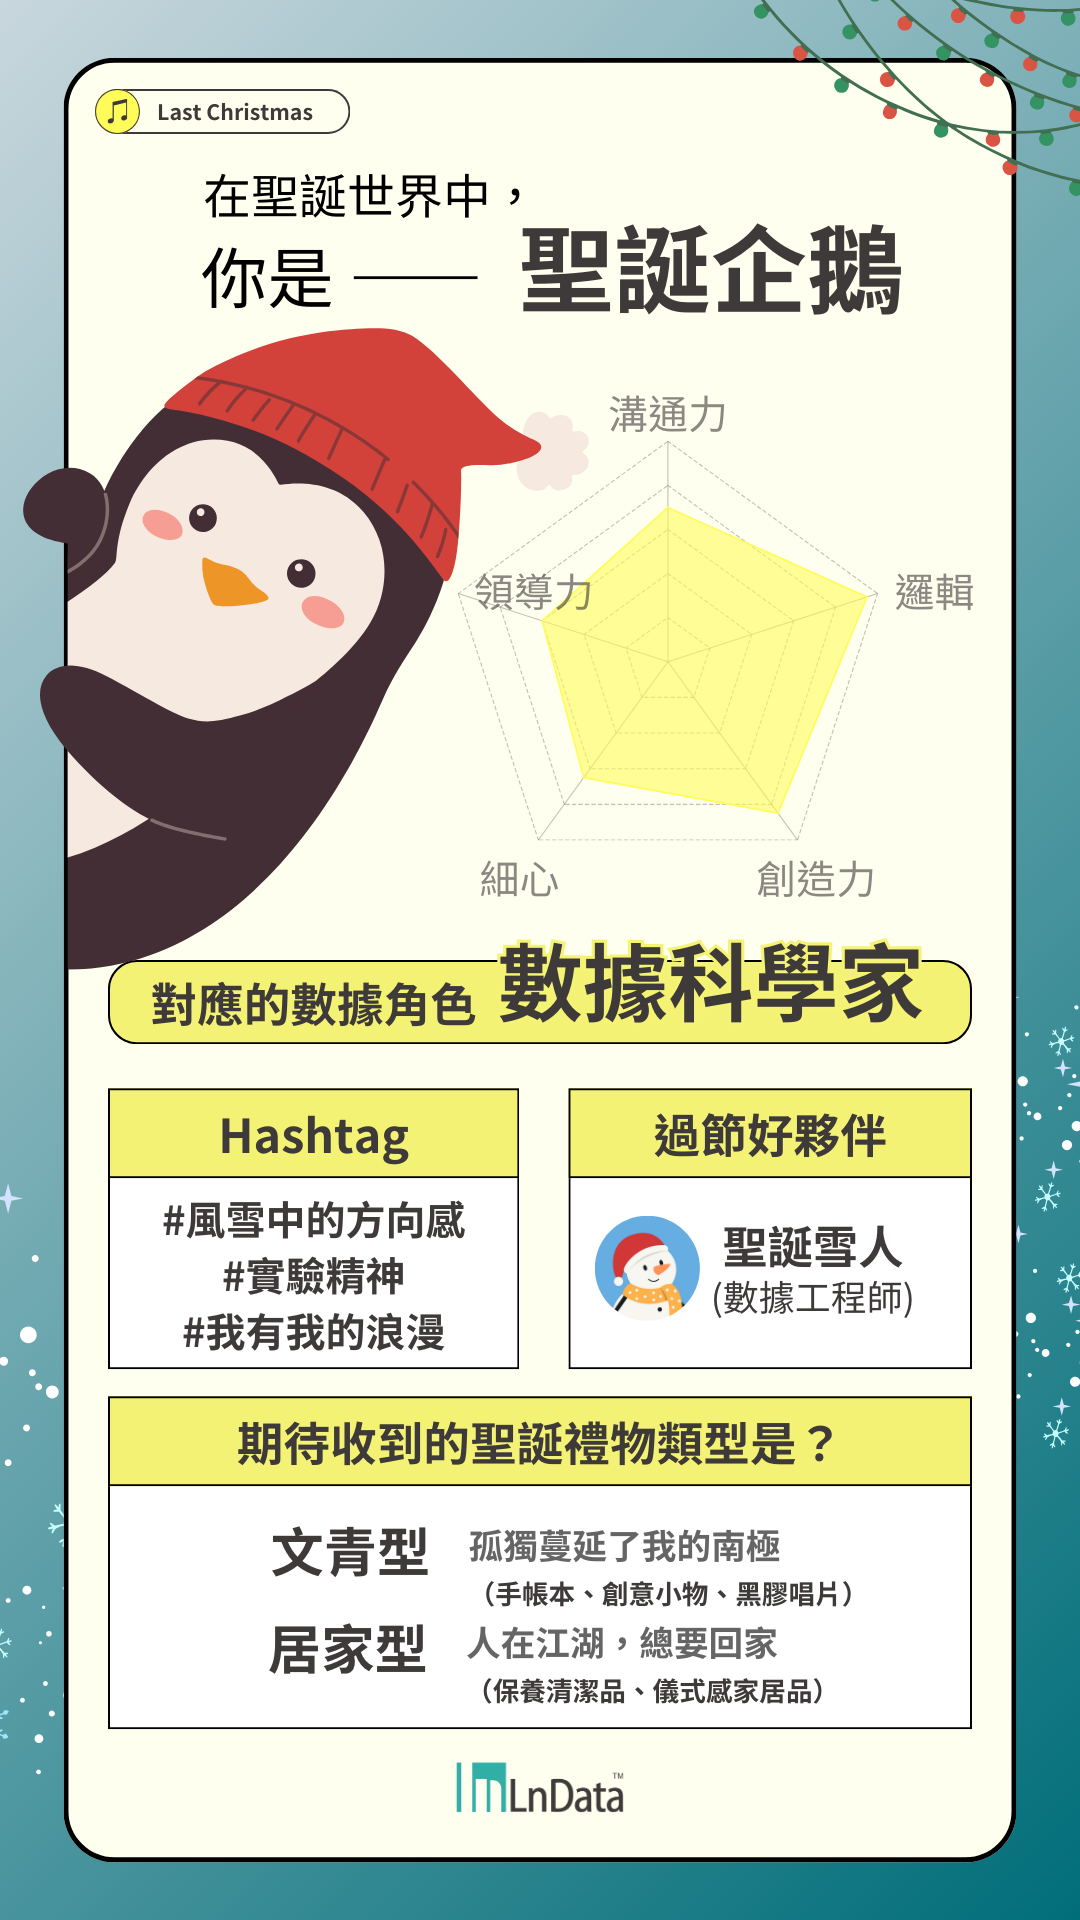 Last Christmas
在聖誕世界中，
你是 —— 聖誕企鵝
溝通力
領導力
邏輯
細心
創造力
對應的數據角色 數據科學家
Hashtag
#風雪中的方向感
#實驗精神
#我有我的浪漫
過節好夥伴
聖誕雪人
(數據工程師)
期待收到的聖誕禮物類型是？
文青型 孤獨蔓延了我的南極
（手帳本、創意小物、黑膠唱片）
居家型 人在江湖，總要回家
（保養清潔品、儀式感家居品）
LnData™